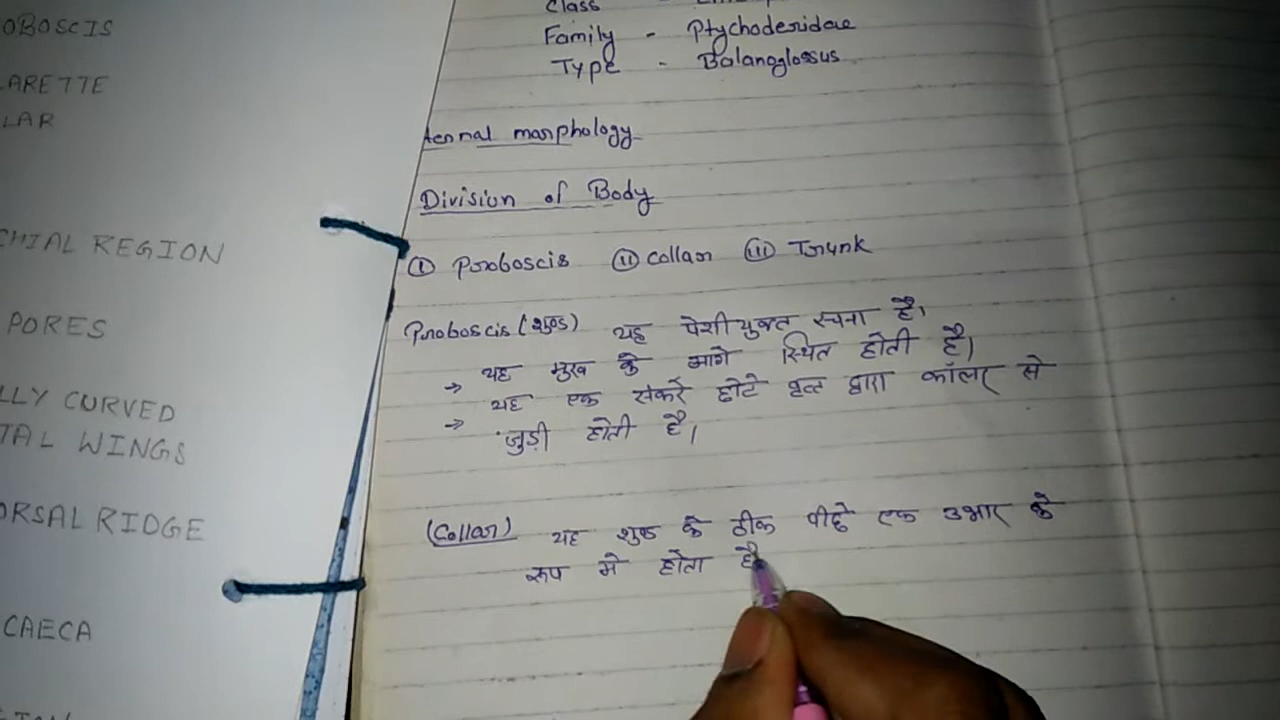 OBOSCIS
ARETTE
LAR
CHIAL REGION
PORES
LLY CURVED
TAL WINGS
ORSAL RIDGE
CAECA
Class -
Family - Ptychoderidae
Type - Balanoglossus
ternal morphology
Division of Body
(i) Proboscis (ii) Collar (iii) Trunk
Proboscis (शुण्ड) यह पेशीयुक्त रचना है।
→ यह मुख के आगे स्थित होती है।
→ यह एक संकरे छोटे वृन्त द्वारा कॉलर से
जुड़ी होती है।
(Collar) यह शुण्ड के ठीक पीछे एक उभार के
रूप मे होता है